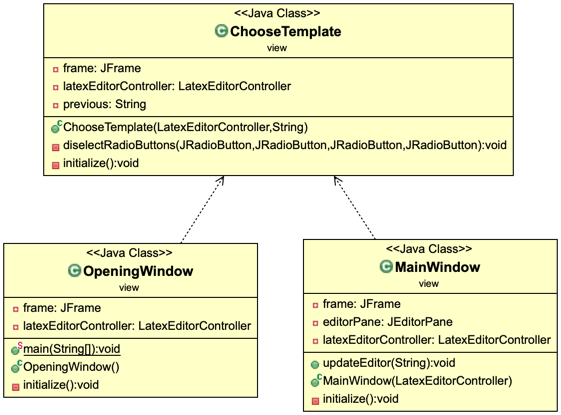 <<Java Class>>
ChooseTemplate
view
frame: JFrame
latexEditorController: LatexEditorController
previous: String
ChooseTemplate(LatexEditorController,String)
diselectRadioButtons(JRadioButton,JRadioButton,JRadioButton,JRadioButton):void
initialize():void
<<Java Class>>
OpeningWindow
view
frame: JFrame
latexEditorController: LatexEditorController
main(String[]):void
OpeningWindow()
initialize():void
<<Java Class>>
MainWindow
view
frame: JFrame
editorPane: JEditorPane
latexEditorController: LatexEditorController
updateEditor(String):void
MainWindow(LatexEditorController)
initialize():void